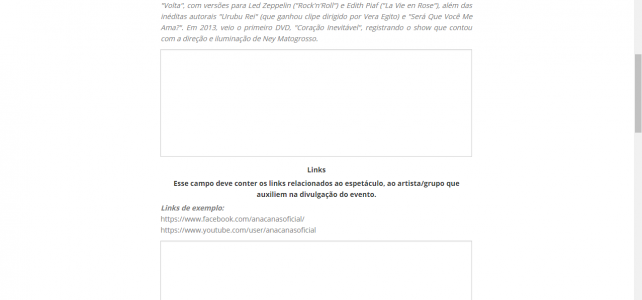 "Volta", com versões para Led Zeppelin ("Rock'n'Roll") e Edith Piaf ("La Vie en Rose"), além das
inéditas autorais "Urubu Rei" (que ganhou clipe dirigido por Vera Egito) e "Será Que Você Me
Ama?". Em 2013, veio o primeiro DVD, "Coração Inevitável", registrando o show que contou
com a direção e iluminação de Ney Matogrosso.
Links
Esse campo deve conter os links relacionados ao espetáculo, ao artista/grupo que
auxiliem na divulgação do evento.
Links de exemplo:
https://www.facebook.com/anacanasoficial/
https://www.youtube.com/user/anacanasoficial